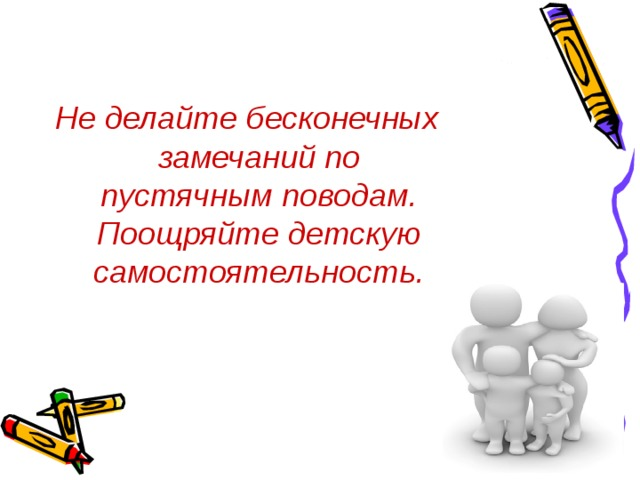 Не делайте бесконечных
замечаний по
пустячным поводам.
Поощряйте детскую
самостоятельность.